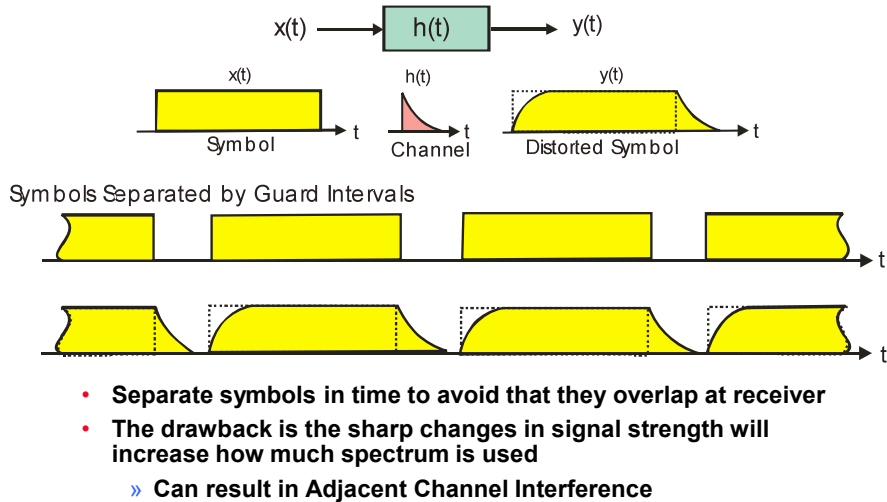 x(t) h(t) y(t)
x(t) h(t) y(t)
t t t
Symbol Channel Distorted Symbol
Symbols Separated by Guard Intervals
t
t
• Separate symbols in time to avoid that they overlap at receiver
• The drawback is the sharp changes in signal strength will
increase how much spectrum is used
» Can result in Adjacent Channel Interference